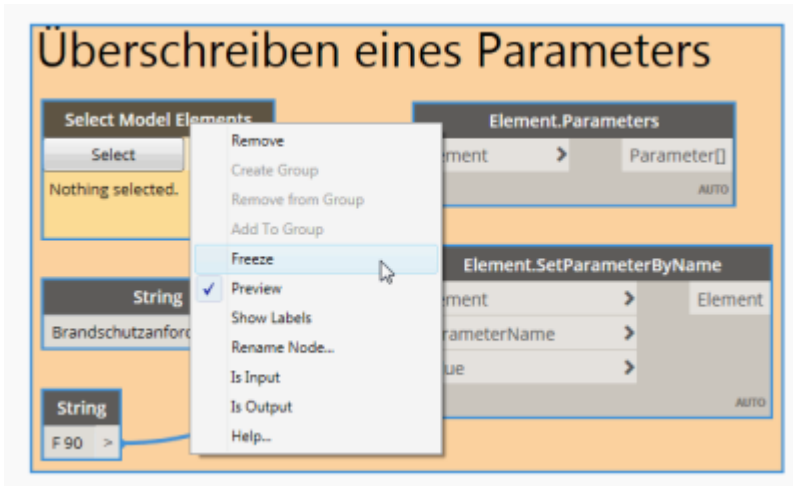 Überschreiben eines Parameters
Select Model Elements
Select
Nothing selected.
Remove
Create Group
Remove from Group
Add To Group
Freeze
Preview
Show Labels
Rename Node...
Is Input
Is Output
Help...
Element.Parameters
ement > Parameter[]
AUTO
String
Brandschutzanforc
Element.SetParameterByName
ement > Element
rameterName >
ue >
AUTO
String
F 90 >